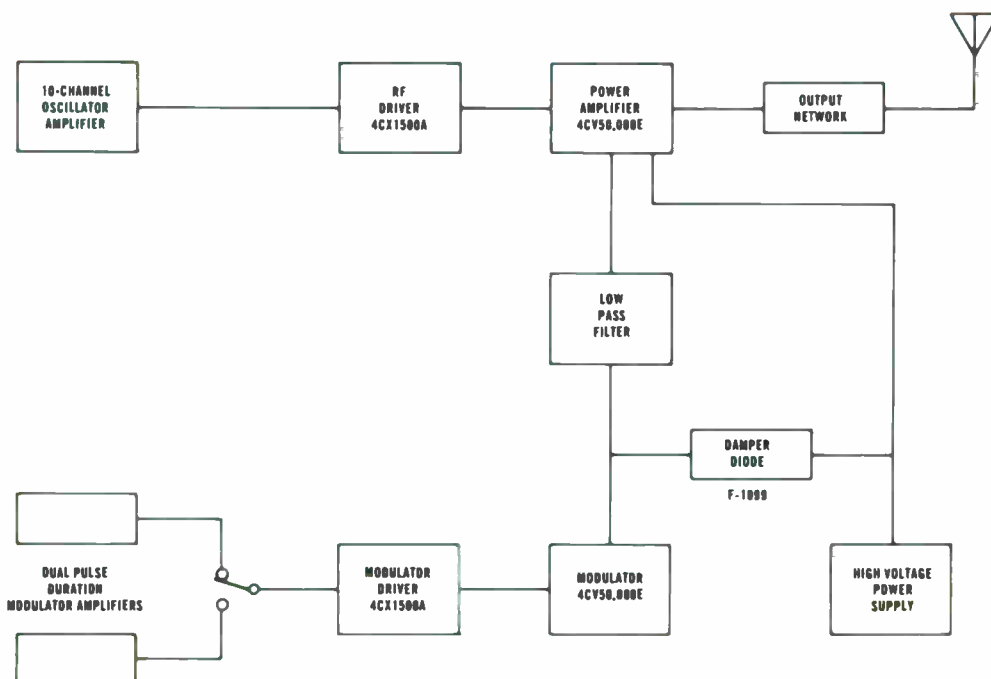 10-CHANNEL
OSCILLATOR
AMPLIFIER
RF
DRIVER
4CX1500A
POWER
AMPLIFIER
4CV50,000E
OUTPUT
NETWORK
LOW
PASS
FILTER
DAMPER
DIODE
F-1099
DUAL PULSE
DURATION
MODULATOR AMPLIFIERS
MODULATOR
DRIVER
4CX1500A
MODULATOR
4CV50,000E
HIGH VOLTAGE
POWER
SUPPLY